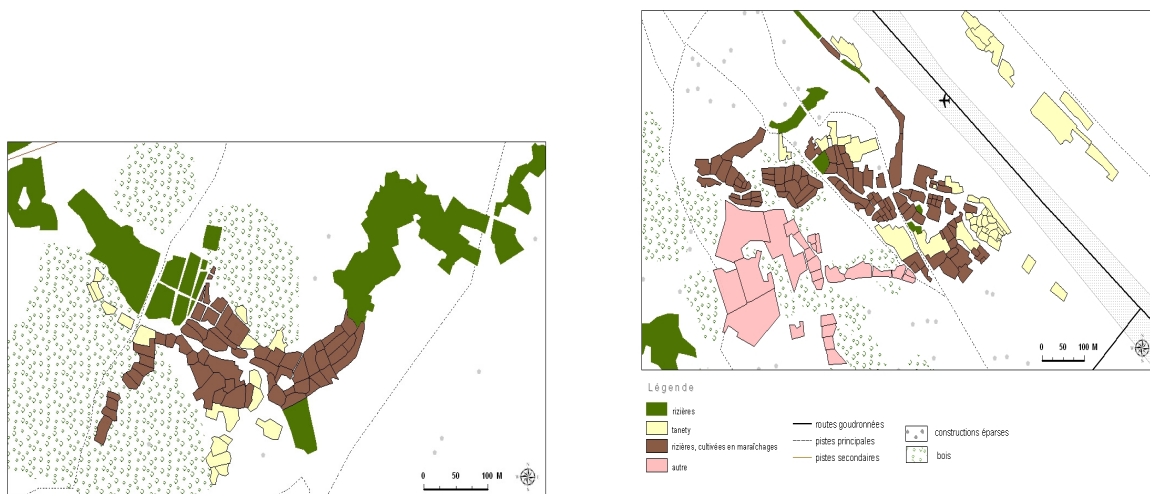 0 50 100 M
0 50 100 M
Légende
rizières
tanety
rizières, cultivées en maraîchages
autre
routes goudronnées
pistes principales
pistes secondaires
constructions éparses
bois